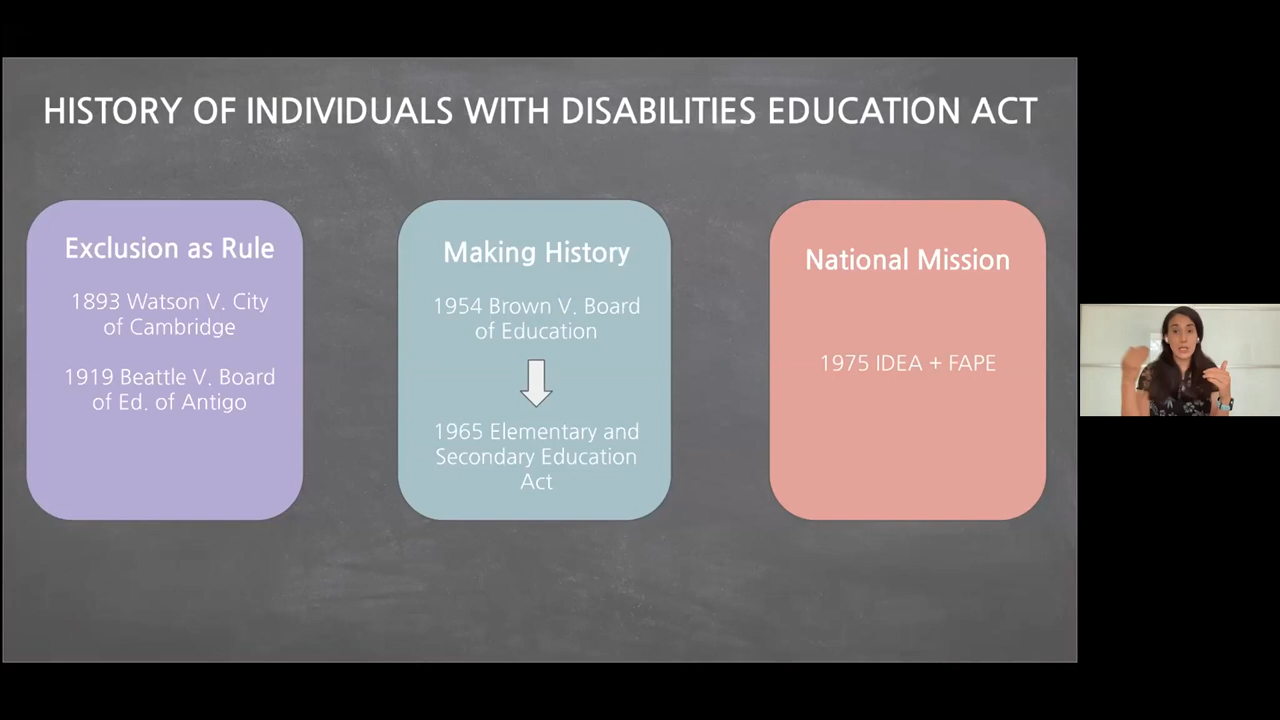 HISTORY OF INDIVIDUALS WITH DISABILITIES EDUCATION ACT
Exclusion as Rule
1893 Watson V. City
of Cambridge
1919 Beattle V. Board
of Ed. of Antigo
Making History
1954 Brown V. Board
of Education
1965 Elementary and
Secondary Education
Act
National Mission
1975 IDEA + FAPE